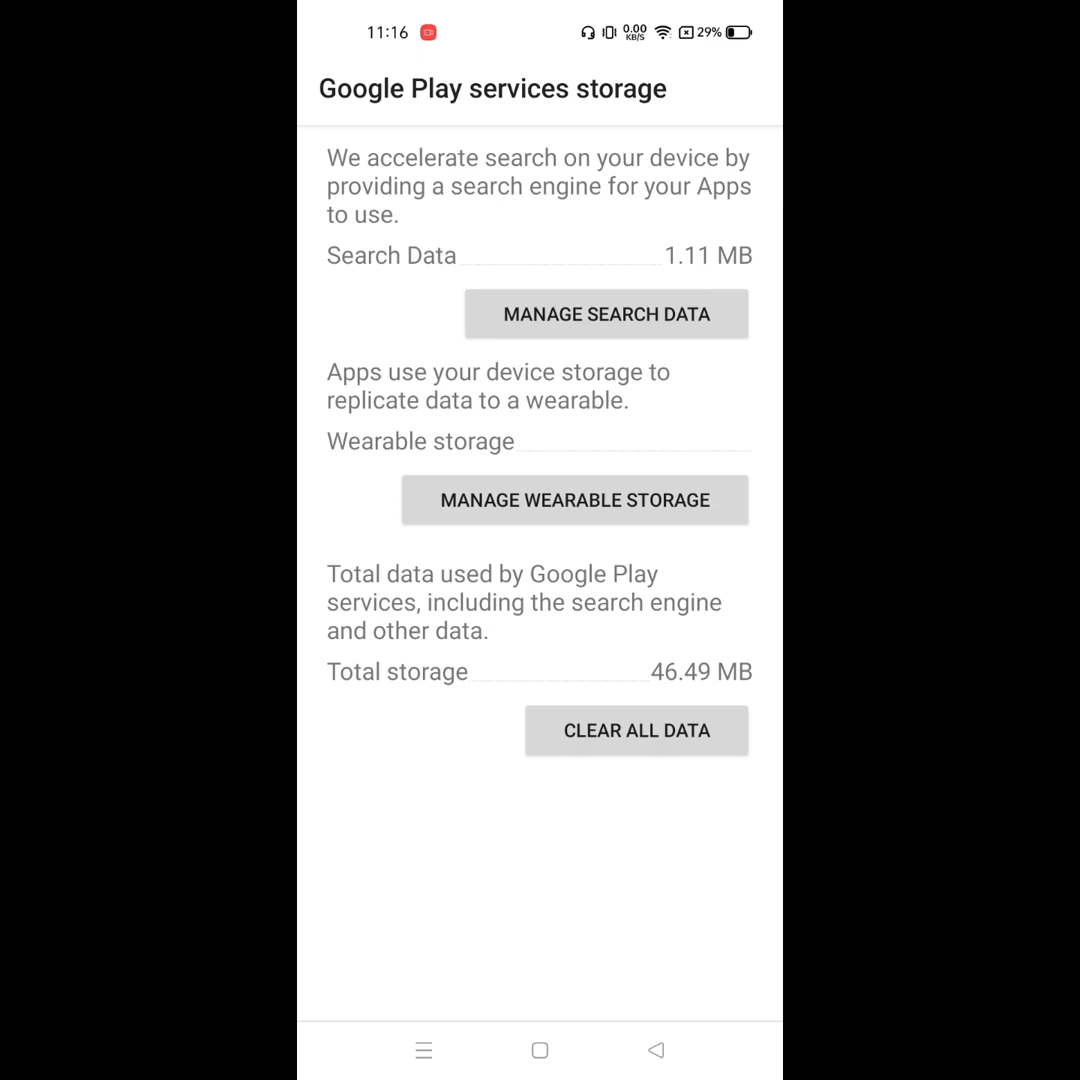 11:16 0.00 KB/S 29%
Google Play services storage
We accelerate search on your device by
providing a search engine for your Apps
to use.
Search Data 1.11 MB
MANAGE SEARCH DATA
Apps use your device storage to
replicate data to a wearable.
Wearable storage
MANAGE WEARABLE STORAGE
Total data used by Google Play
services, including the search engine
and other data.
Total storage 46.49 MB
CLEAR ALL DATA